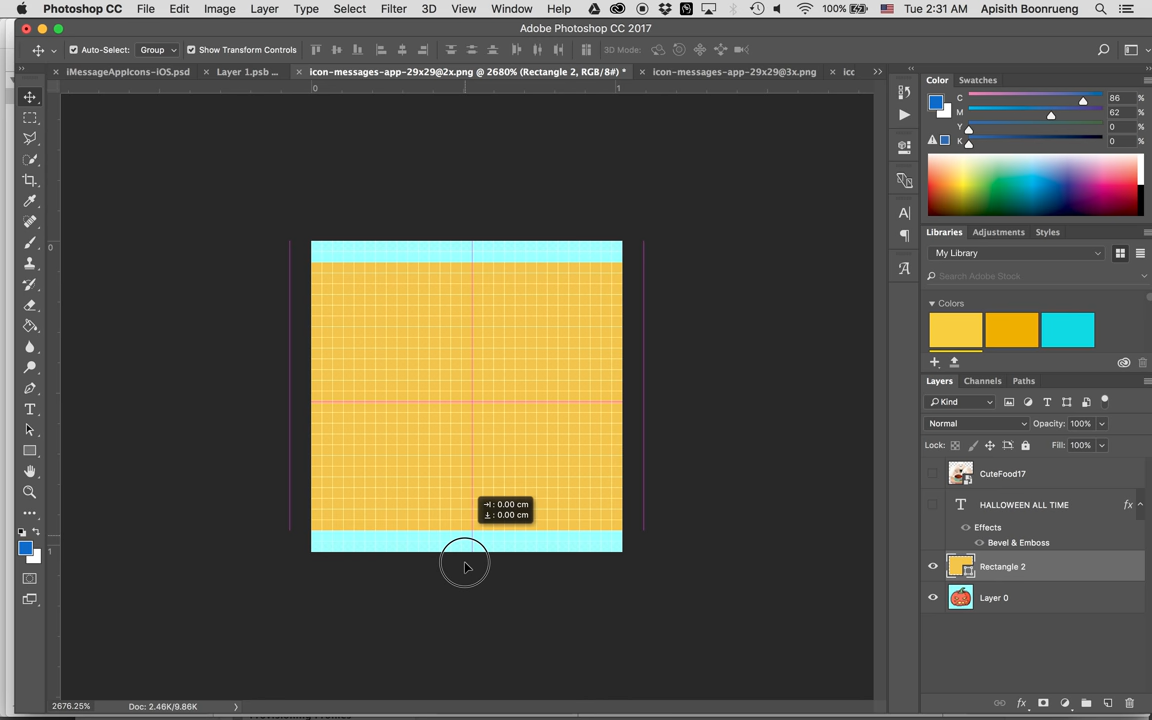 Photoshop CC File Edit Image Layer Type Select Filter 3D View Window Help 100% Tue 2:31 AM Apisith Boonrueng
Adobe Photoshop CC 2017
Auto-Select: Group Show Transform Controls 3D Mode:
iMessageAppIcons-iOS.psd Layer 1.psb ... icon-messages-app-29x29@2x.png @ 2680% (Rectangle 2, RGB/8#) * icon-messages-app-29x29@3x.png icc
0 1
Color Swatches
C 86 %
M 62 %
Y 0 %
K 0 %
Libraries Adjustments Styles
My Library
Search Adobe Stock
Colors
Layers Channels Paths
Kind
Normal Opacity: 100%
Lock: Fill: 100%
CuteFood17
HALLOWEEN ALL TIME fx
Effects
Bevel & Emboss
Rectangle 2
Layer 0
0
: 0.00 cm
: 0.00 cm
1
2676.25% Doc: 2.46K/9.86K